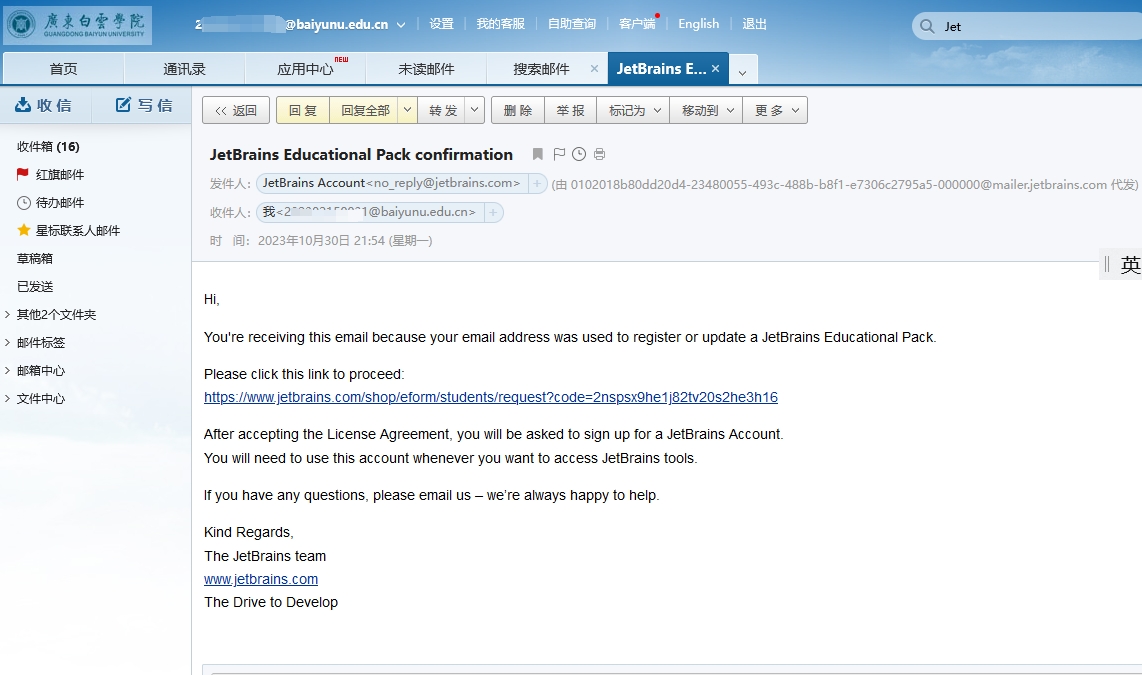 廣東白雲學院
GUANGDONG BAIYUN UNIVERSITY
2 @baiyunu.edu.cn
设置
我的客服
自助查询
客户端
English
退出
Jet
首页
通讯录
应用中心 NEW
未读邮件
搜索邮件 ×
JetBrains E... ×
收信
写信
<< 返回
回复
回复全部
转发
删除
举报
标记为
移动到
更多
收件箱 (16)
红旗邮件
待办邮件
星标联系人邮件
草稿箱
已发送
其他2个文件夹
邮件标签
邮箱中心
文件中心
JetBrains Educational Pack confirmation
发件人: JetBrains Account<no_reply@jetbrains.com> + (由 0102018b80dd20d4-23480055-493c-488b-b8f1-e7306c2795a5-000000@mailer.jetbrains.com 代发)
收件人: 我< 1@baiyunu.edu.cn> +
时 间: 2023年10月30日 21:54 (星期一)
英
Hi,
You're receiving this email because your email address was used to register or update a JetBrains Educational Pack.
Please click this link to proceed:
https://www.jetbrains.com/shop/eform/students/request?code=2nspsx9he1j82tv20s2he3h16
After accepting the License Agreement, you will be asked to sign up for a JetBrains Account.
You will need to use this account whenever you want to access JetBrains tools.
If you have any questions, please email us – we’re always happy to help.
Kind Regards,
The JetBrains team
www.jetbrains.com
The Drive to Develop